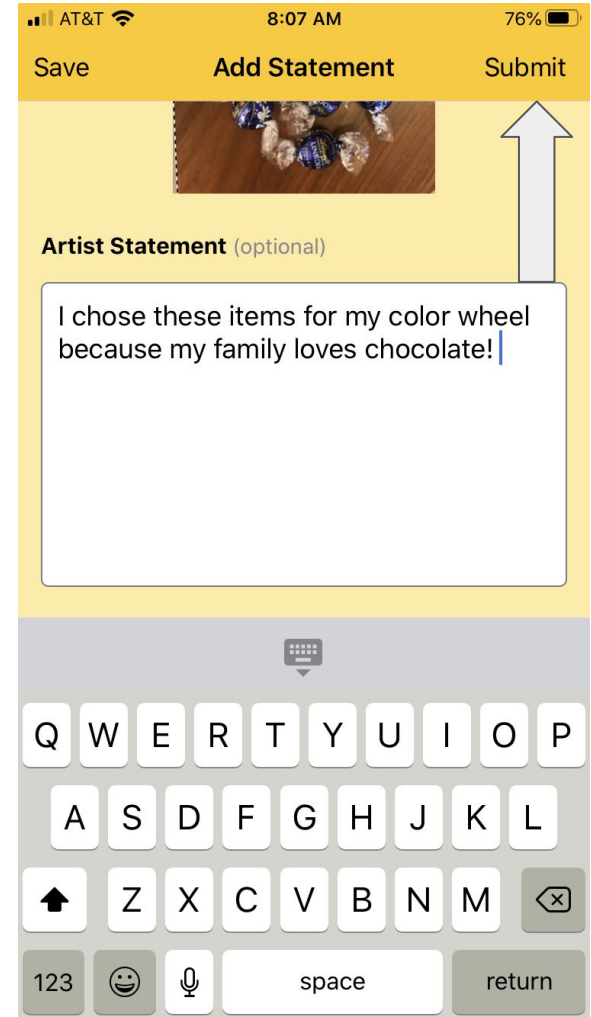 AT&T 8:07 AM 76%
Save Add Statement Submit
Artist Statement (optional)
I chose these items for my color wheel
because my family loves chocolate!
Q W E R T Y U I O P
A S D F G H J K L
Z X C V B N M
123 space return